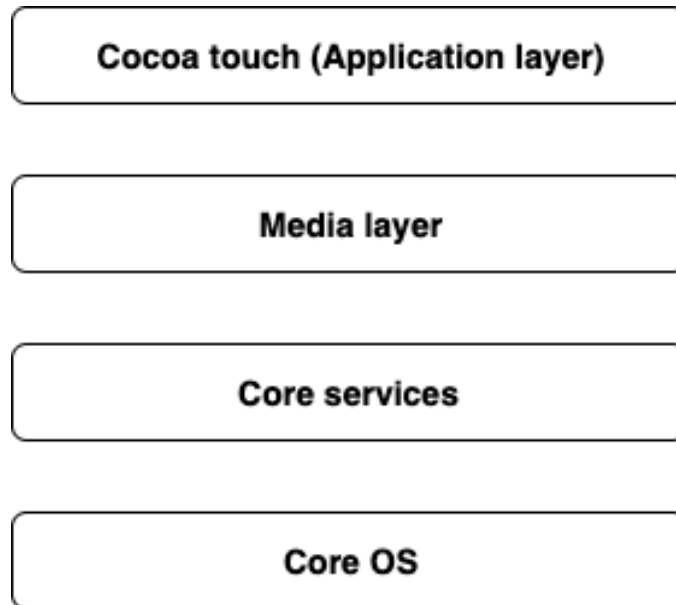 Cocoa touch (Application layer)
Media layer
Core services
Core OS